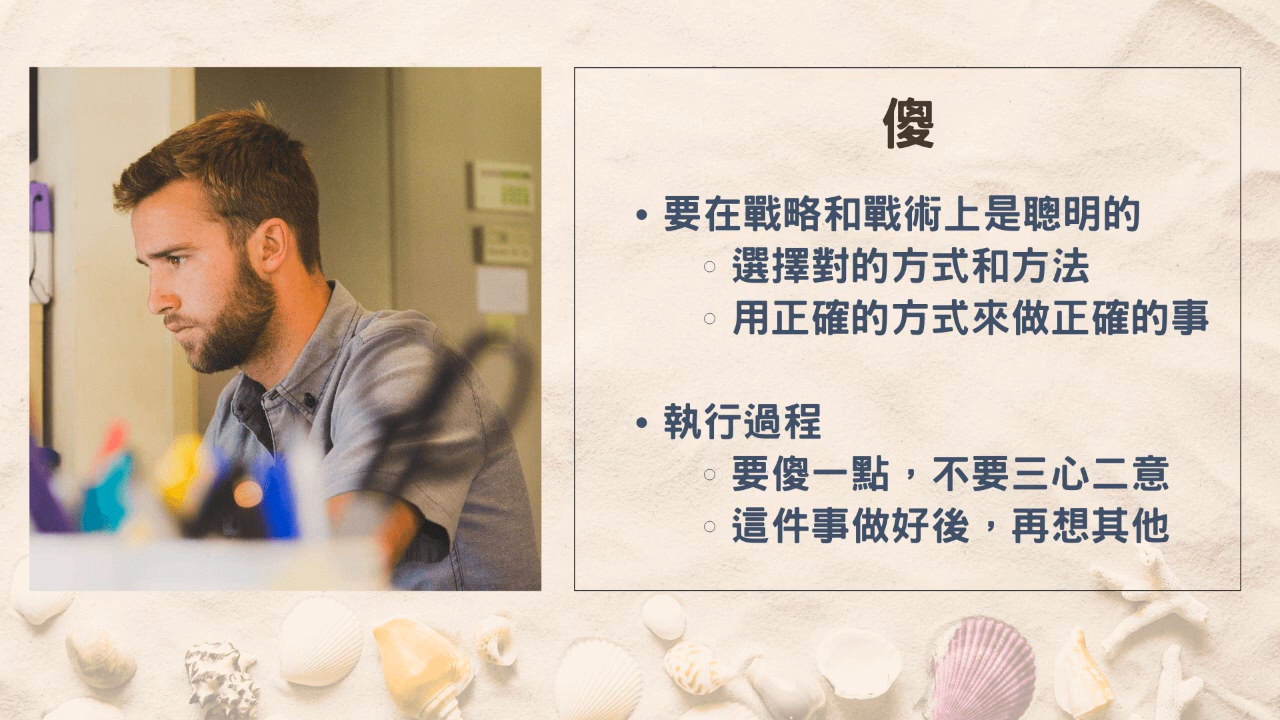 傻
要在戰略和戰術上是聰明的
選擇對的方式和方法
用正確的方式來做正確的事
執行過程
要傻一點，不要三心二意
這件事做好後，再想其他